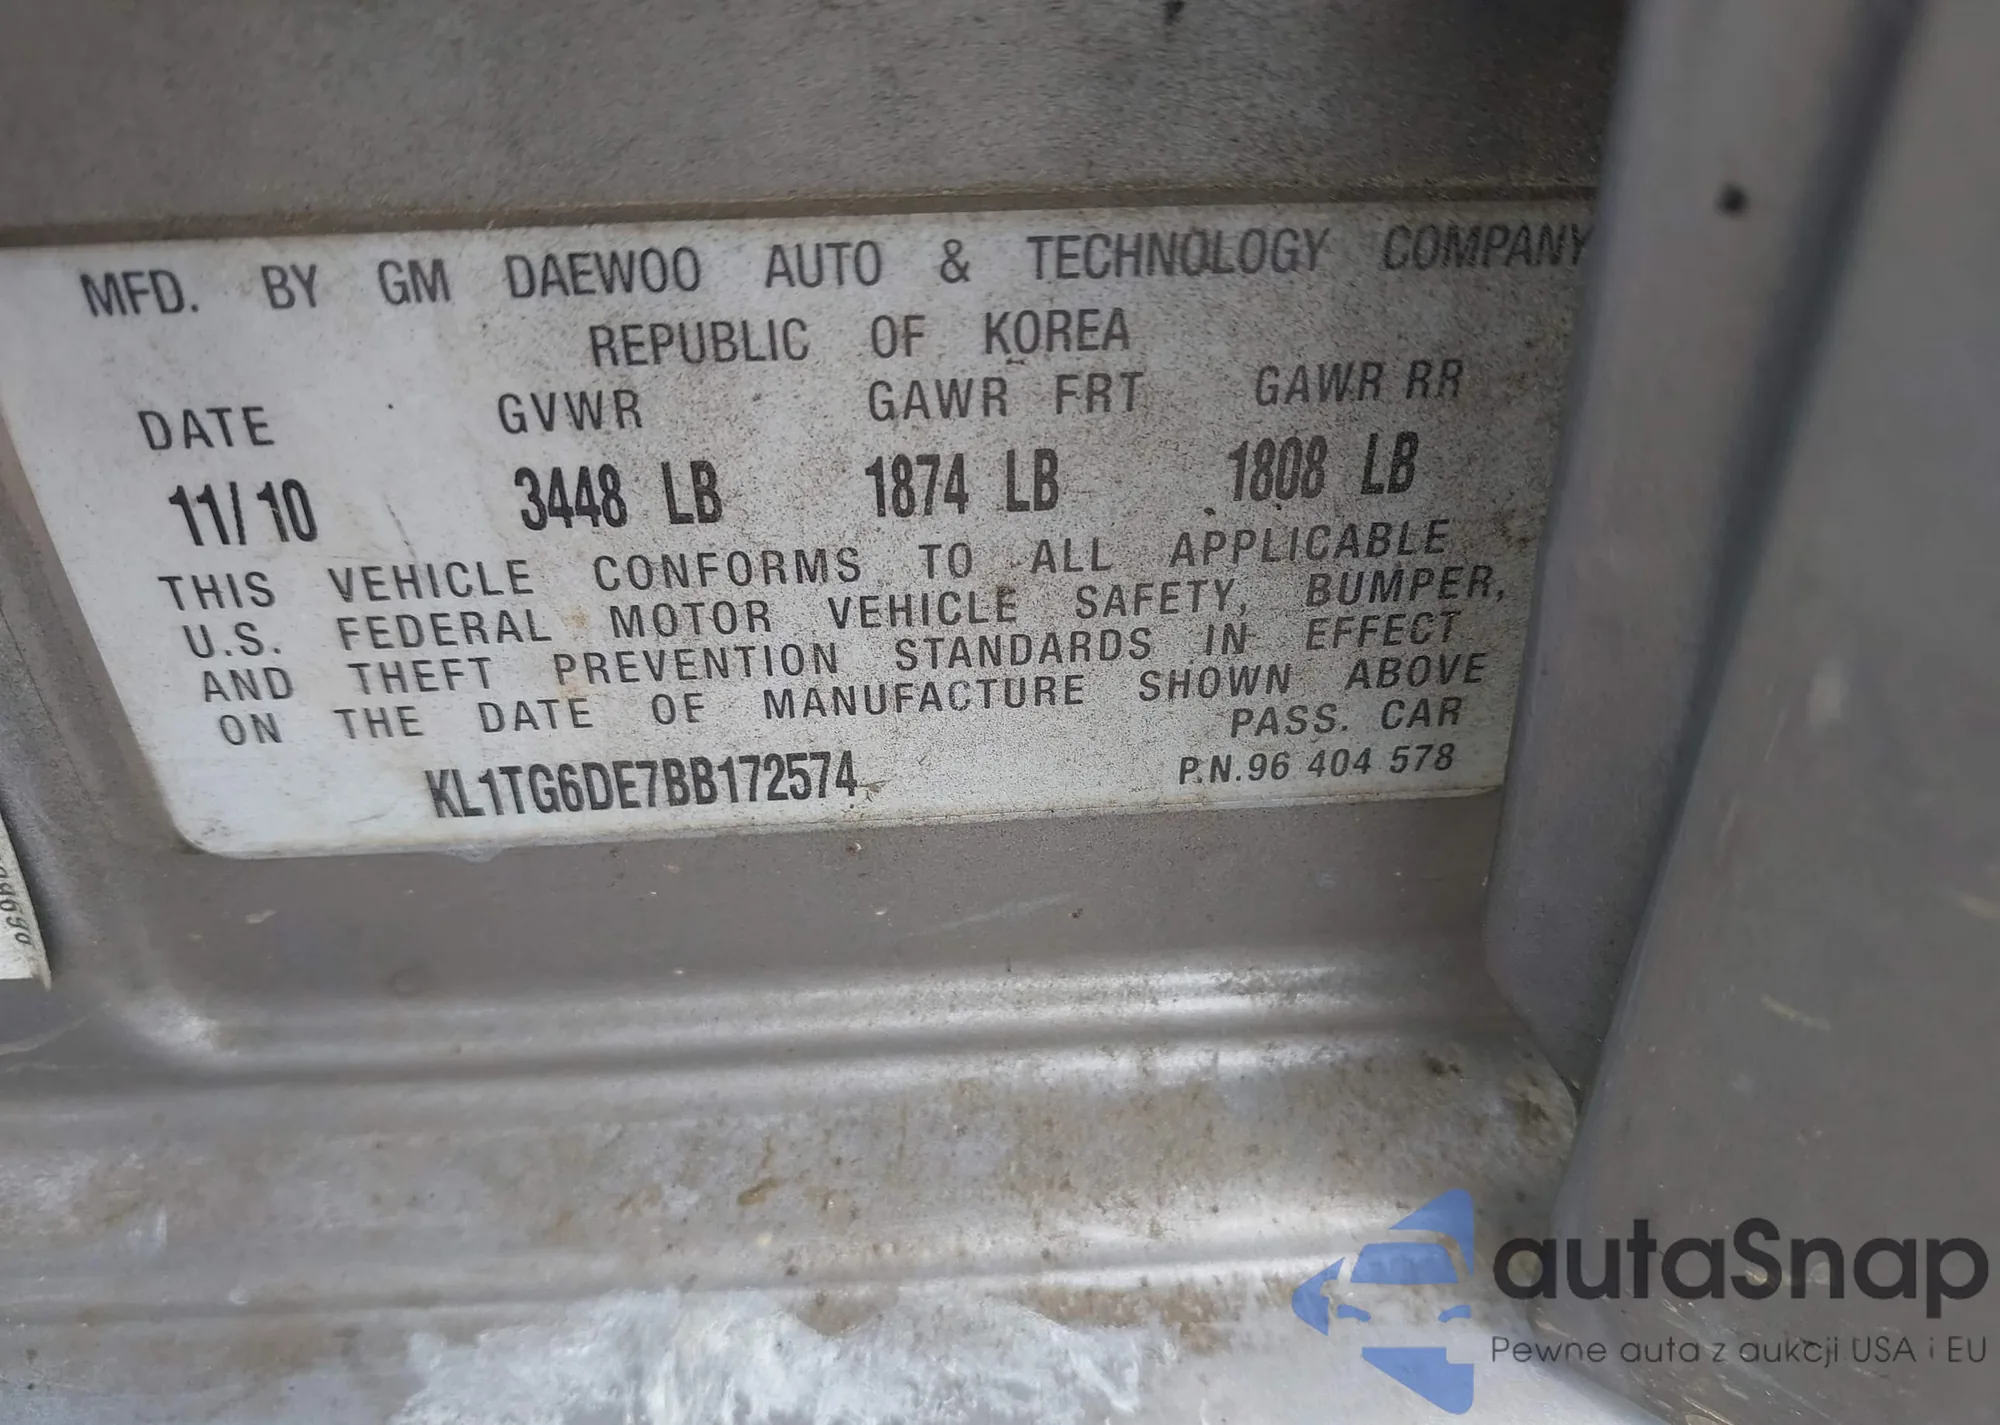 MFD. BY GM DAEWOO AUTO & TECHNOLOGY COMPANY
REPUBLIC OF KOREA
DATE GVWR GAWR FRT GAWR RR
11/10 3448 LB 1874 LB 1808 LB
THIS VEHICLE CONFORMS TO ALL APPLICABLE
U.S. FEDERAL MOTOR VEHICLE SAFETY, BUMPER,
AND THEFT PREVENTION STANDARDS IN EFFECT
ON THE DATE OF MANUFACTURE SHOWN ABOVE
PASS. CAR
KL1TG6DE7BB172574 P.N.96 404 578
autaSnap
Pewne auta z aukcji USA i EU